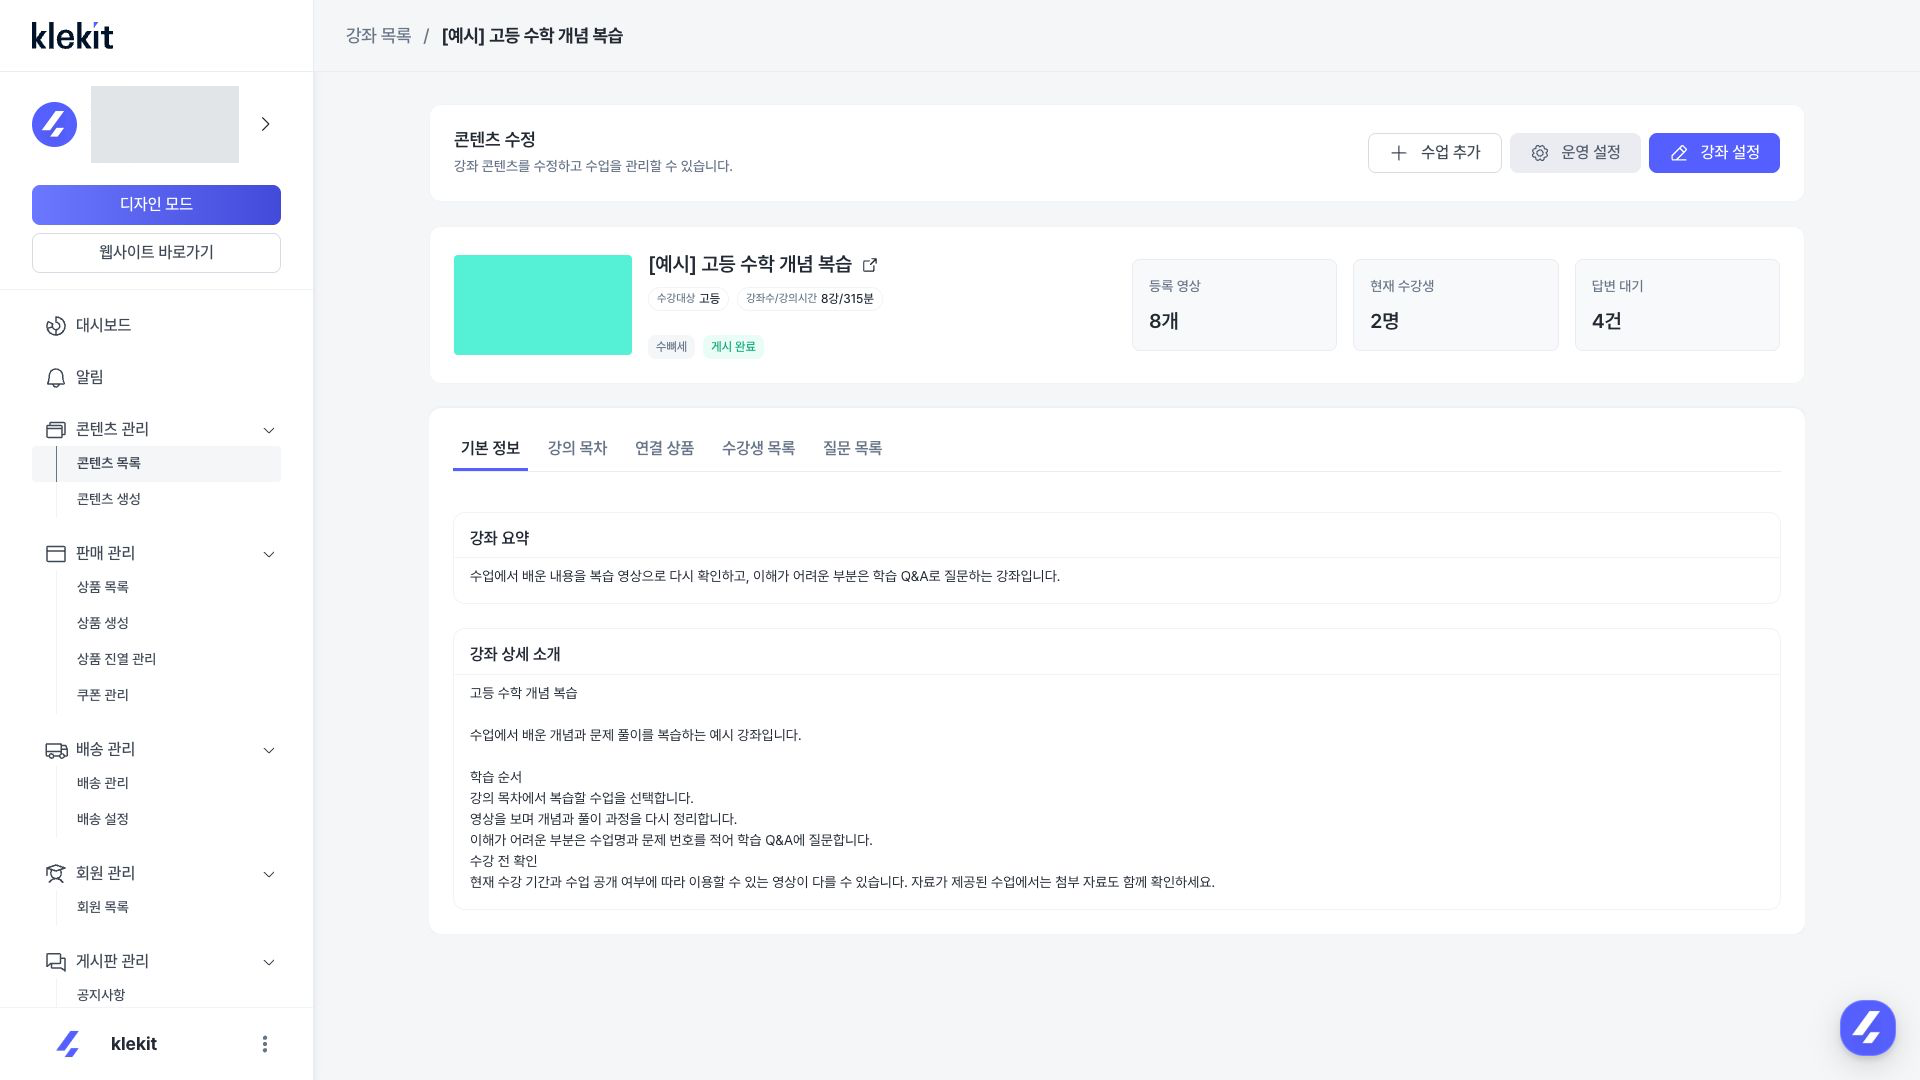 klekit
강좌 목록 / [예시] 고등 수학 개념 복습
디자인 모드
웹사이트 바로가기
대시보드
알림
콘텐츠 관리
콘텐츠 목록
콘텐츠 생성
판매 관리
상품 목록
상품 생성
상품 진열 관리
쿠폰 관리
배송 관리
배송 관리
배송 설정
회원 관리
회원 목록
게시판 관리
공지사항
klekit
콘텐츠 수정
강좌 콘텐츠를 수정하고 수업을 관리할 수 있습니다.
수업 추가
운영 설정
강좌 설정
[예시] 고등 수학 개념 복습
수강대상 고등
강좌수/강의시간 8강/315분
수뼈세
게시 완료
등록 영상
8개
현재 수강생
2명
답변 대기
4건
기본 정보
강의 목차
연결 상품
수강생 목록
질문 목록
강좌 요약
수업에서 배운 내용을 복습 영상으로 다시 확인하고, 이해가 어려운 부분은 학습 Q&A로 질문하는 강좌입니다.
강좌 상세 소개
고등 수학 개념 복습
수업에서 배운 개념과 문제 풀이를 복습하는 예시 강좌입니다.
학습 순서
강의 목차에서 복습할 수업을 선택합니다.
영상을 보며 개념과 풀이 과정을 다시 정리합니다.
이해가 어려운 부분은 수업명과 문제 번호를 적어 학습 Q&A에 질문합니다.
수강 전 확인
현재 수강 기간과 수업 공개 여부에 따라 이용할 수 있는 영상이 다를 수 있습니다. 자료가 제공된 수업에서는 첨부 자료도 함께 확인하세요.